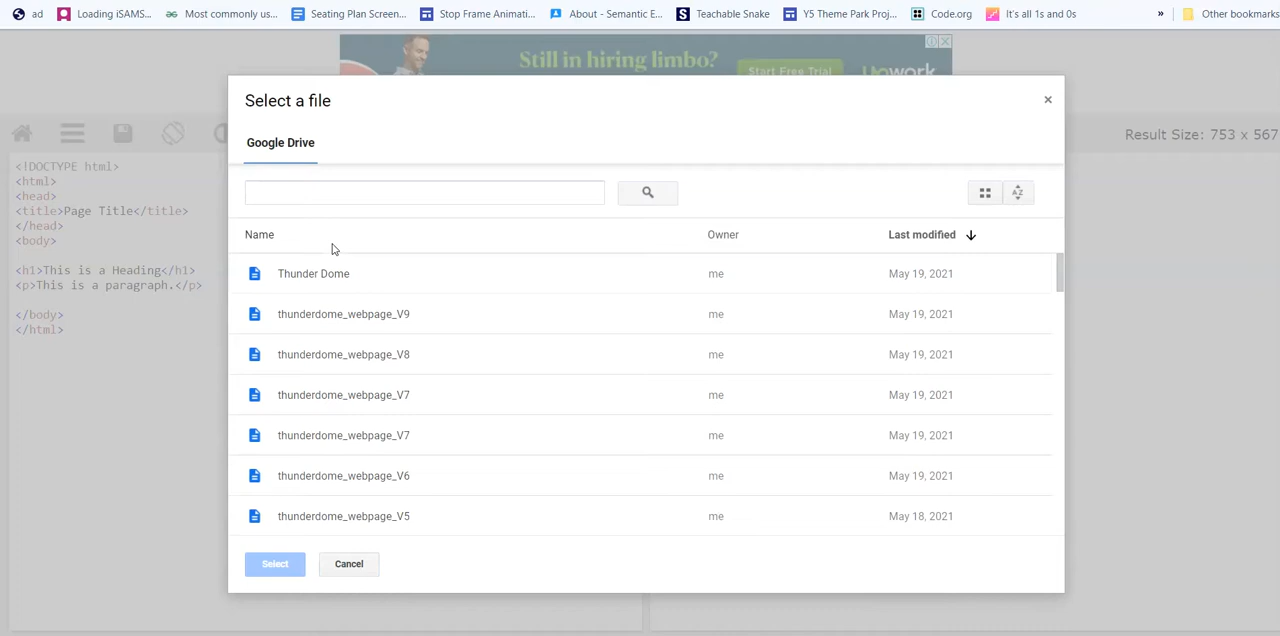 ad Loading iSAMS... Most commonly us... Seating Plan Screen... Stop Frame Animati... About - Semantic E... Teachable Snake Y5 Theme Park Proj... Code.org It's all 1s and 0s » Other bookmarks
Still in hiring limbo?
Start Free Trial Upwork
Select a file ×
Google Drive
Result Size: 753 x 567
<!DOCTYPE html>
<html>
<head>
<title>Page Title</title>
</head>
<body>
<h1>This is a Heading</h1>
<p>This is a paragraph.</p>
</body>
</html>
Name Owner Last modified
Thunder Dome me May 19, 2021
thunderdome_webpage_V9 me May 19, 2021
thunderdome_webpage_V8 me May 19, 2021
thunderdome_webpage_V7 me May 19, 2021
thunderdome_webpage_V7 me May 19, 2021
thunderdome_webpage_V6 me May 19, 2021
thunderdome_webpage_V5 me May 18, 2021
Select Cancel